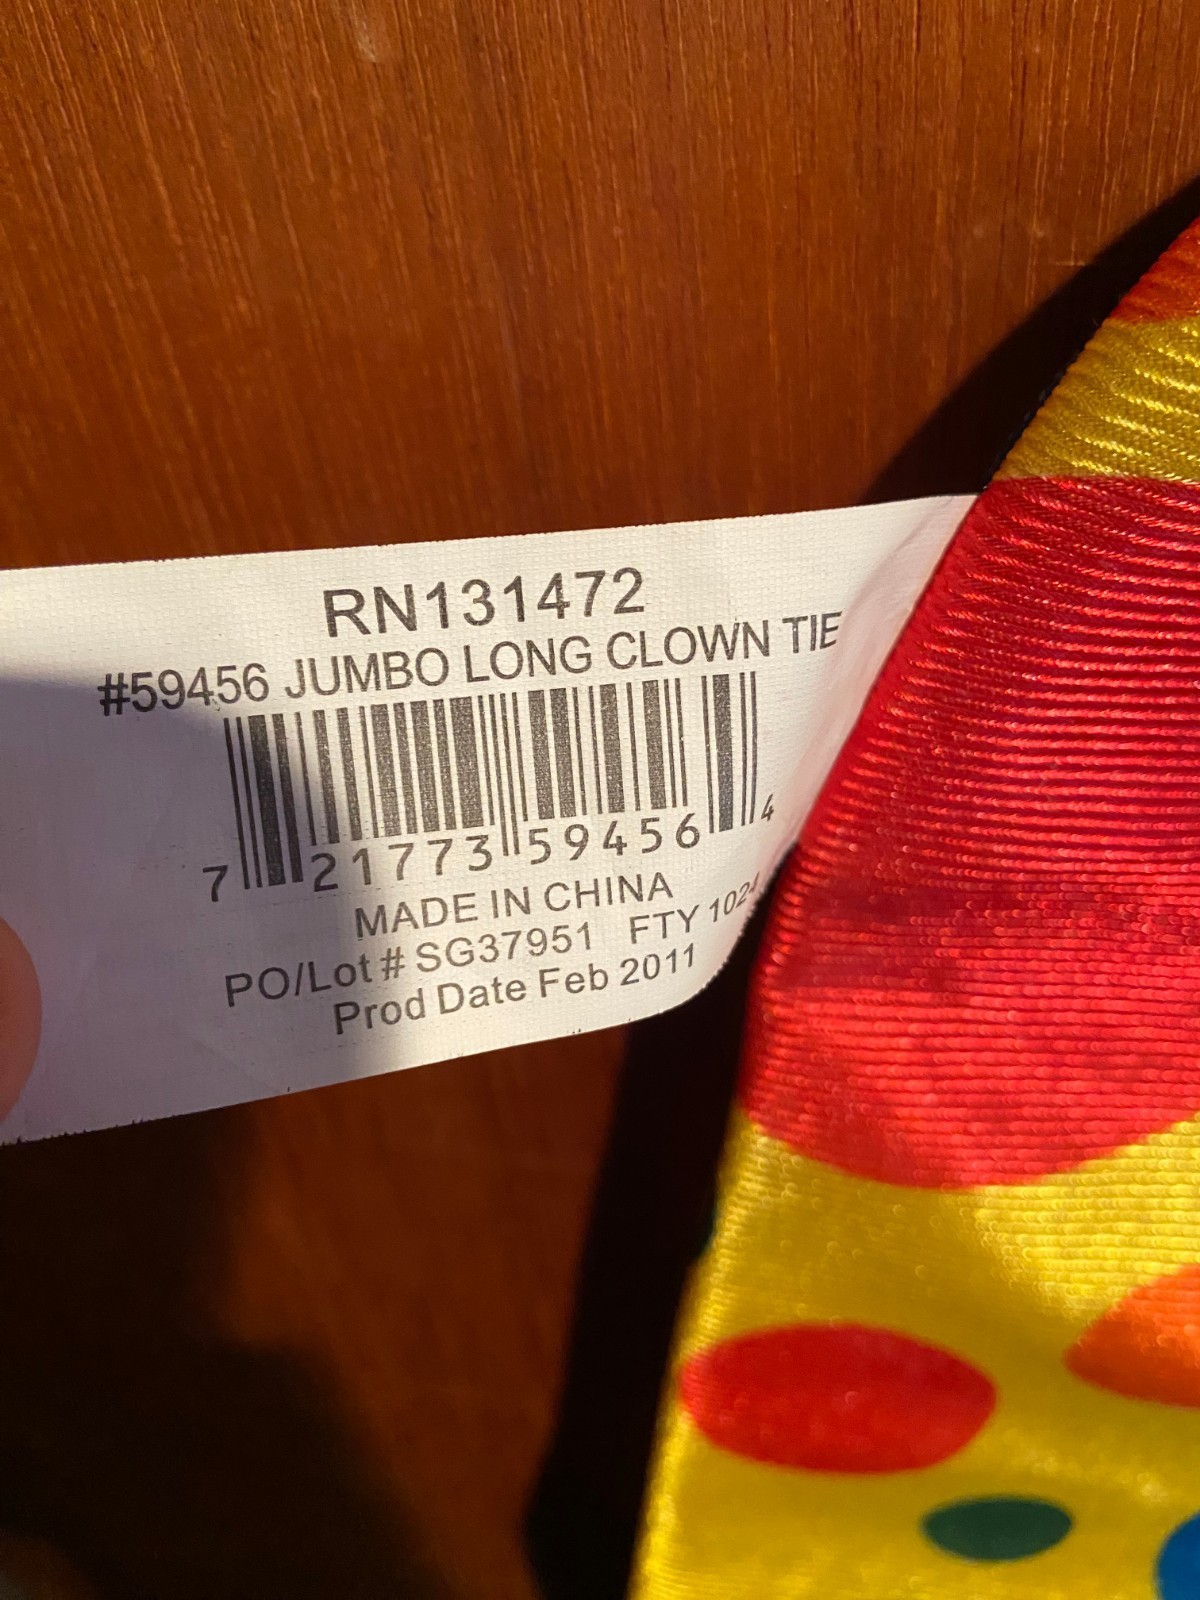 RN131472
#59456 JUMBO LONG CLOWN TIE
7 21773 59456 4
MADE IN CHINA
PO/Lot # SG37951 FTY 1024
Prod Date Feb 2011